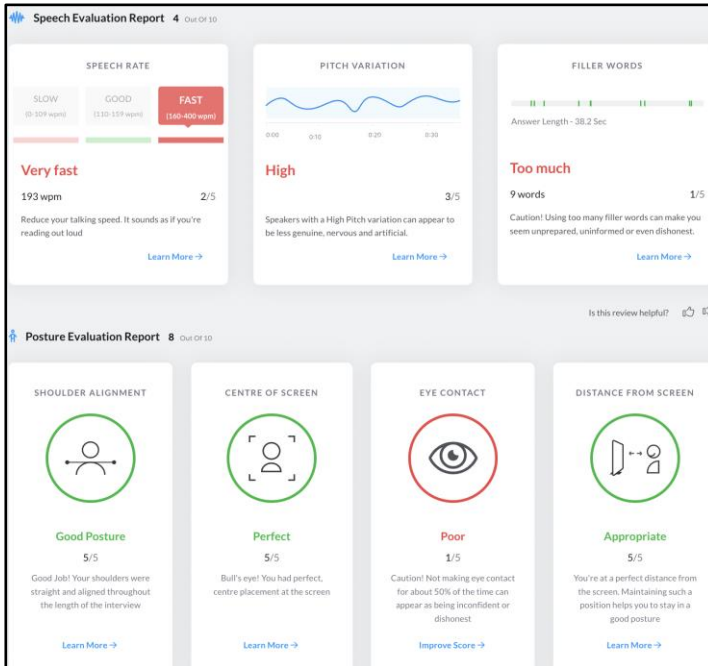 Speech Evaluation Report 4 Out Of 10
SPEECH RATE
SLOW
(0-109 wpm)
GOOD
(110-159 wpm)
FAST
(160-400 wpm)
Very fast
193 wpm 2/5
Reduce your talking speed. It sounds as if you're
reading out loud
Learn More →
PITCH VARIATION
0:00 0:10 0:20 0:30
High
3/5
Speakers with a High Pitch variation can appear to
be less genuine, nervous and artificial.
Learn More →
FILLER WORDS
Answer Length - 38.2 Sec
Too much
9 words 1/5
Caution! Using too many filler words can make you
seem unprepared, uninformed or even dishonest.
Learn More →
Is this review helpful?
Posture Evaluation Report 8 Out Of 10
SHOULDER ALIGNMENT
Good Posture
5/5
Good Job! Your shoulders were
straight and aligned throughout
the length of the interview
Learn More →
CENTRE OF SCREEN
Perfect
5/5
Bull's eye! You had perfect,
centre placement at the screen
Learn More →
EYE CONTACT
Poor
1/5
Caution! Not making eye contact
for about 50% of the time can
appear as being inconfident or
dishonest
Improve Score →
DISTANCE FROM SCREEN
Appropriate
5/5
You're at a perfect distance from
the screen. Maintaining such a
position helps you to stay in a
good posture
Learn More →